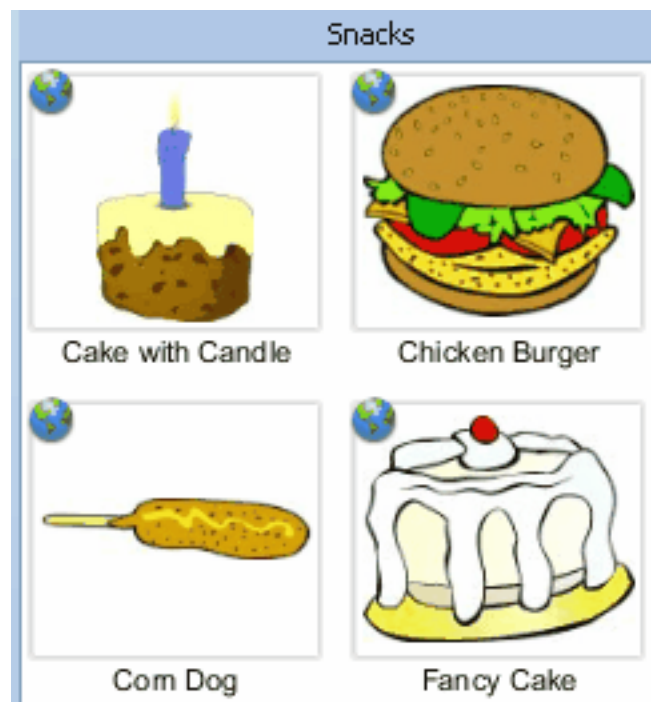 Snacks
Cake with Candle
Chicken Burger
Corn Dog
Fancy Cake